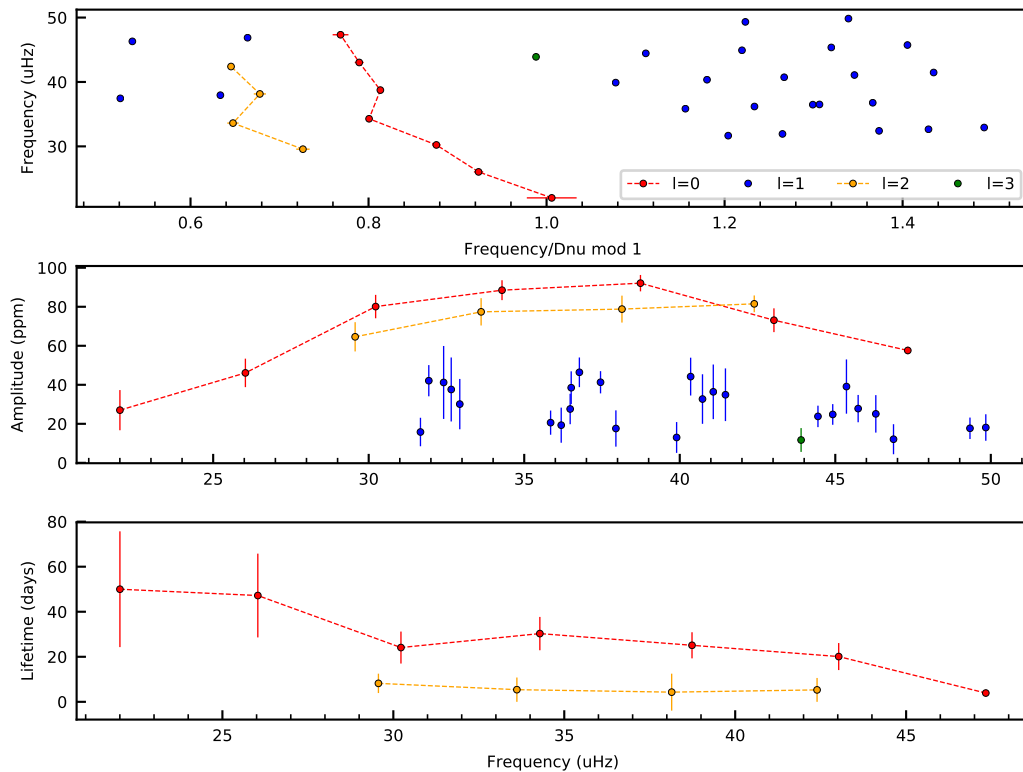 50
40
30
Frequency (uHz)
l=0 l=1 l=2 l=3
0.6 0.8 1.0 1.2 1.4
Frequency/Dnu mod 1
100
80
60
40
20
0
Amplitude (ppm)
25 30 35 40 45 50
80
60
40
20
0
Lifetime (days)
25 30 35 40 45
Frequency (uHz)